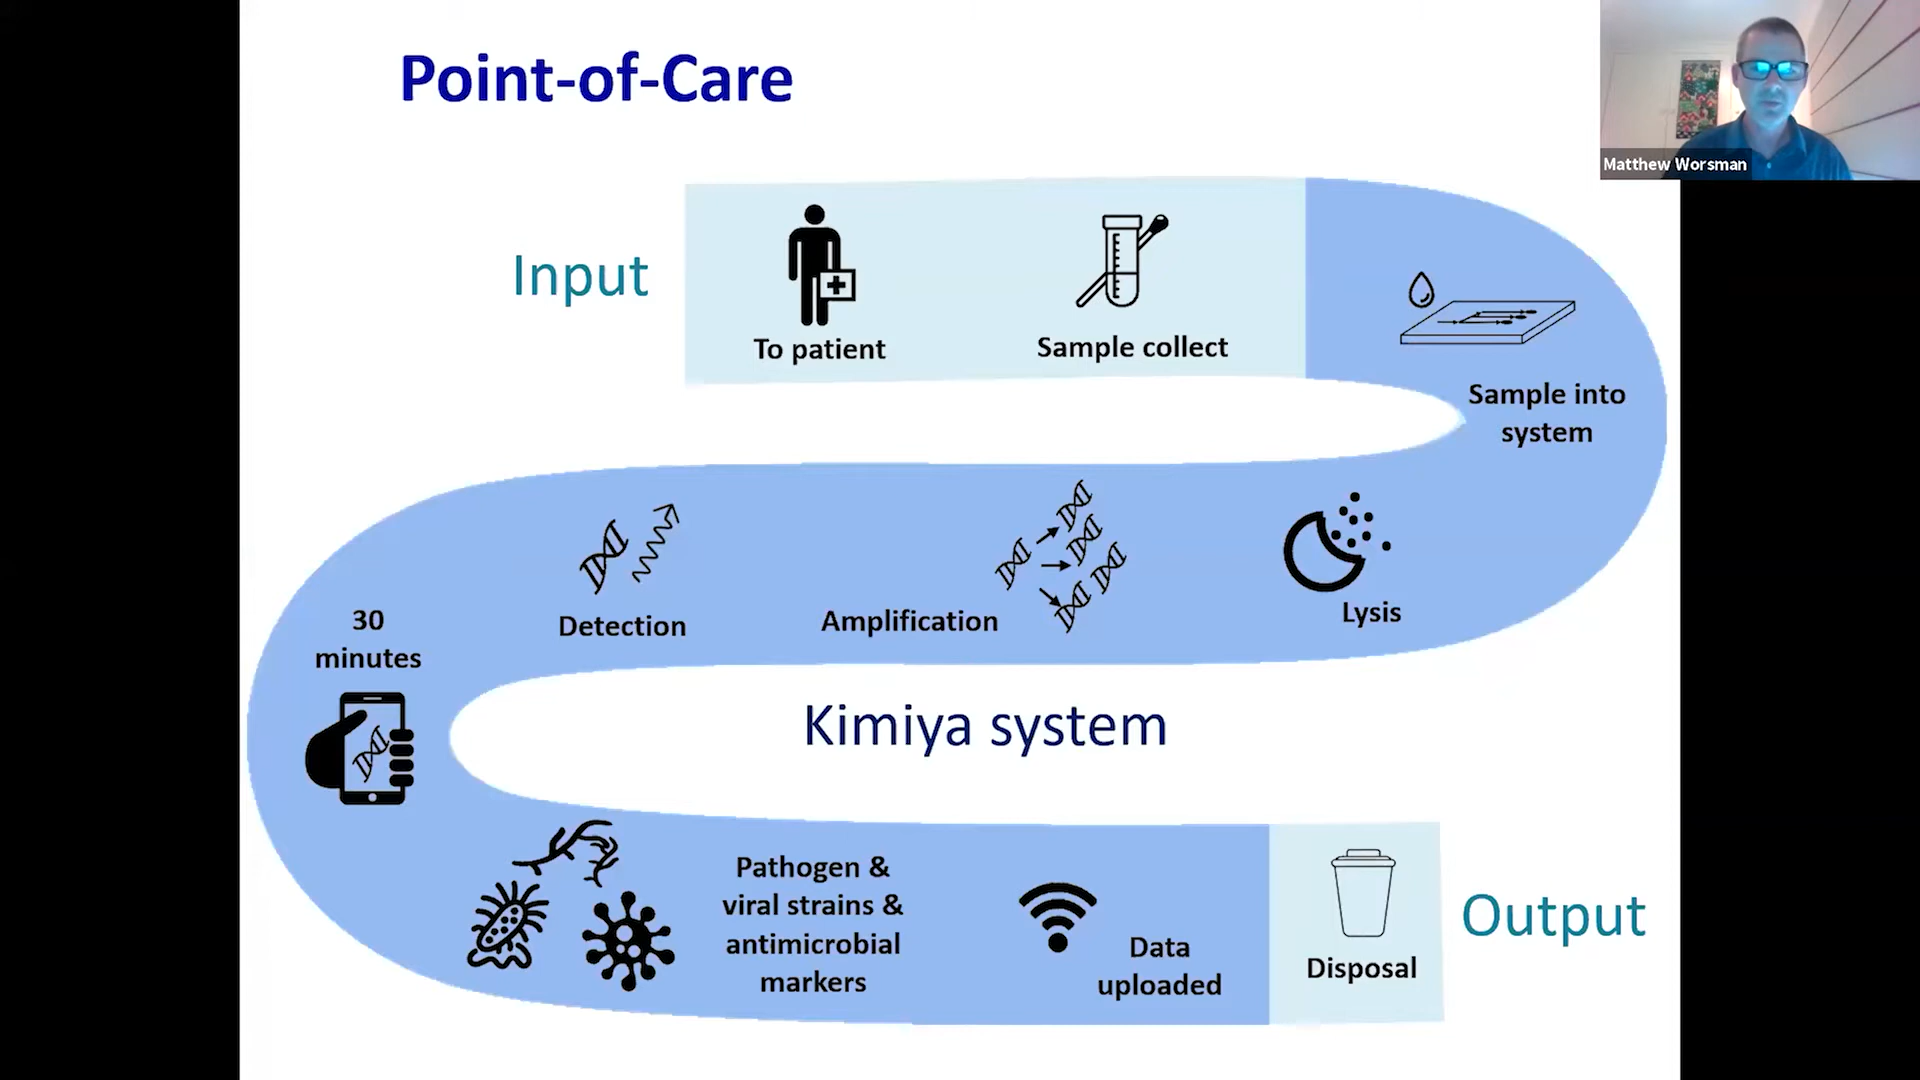 Point-of-Care
Matthew Worsman
Input
To patient
Sample collect
Sample into
system
Lysis
Amplification
Detection
30
minutes
Kimiya system
Pathogen &
viral strains &
antimicrobial
markers
Data
uploaded
Disposal
Output